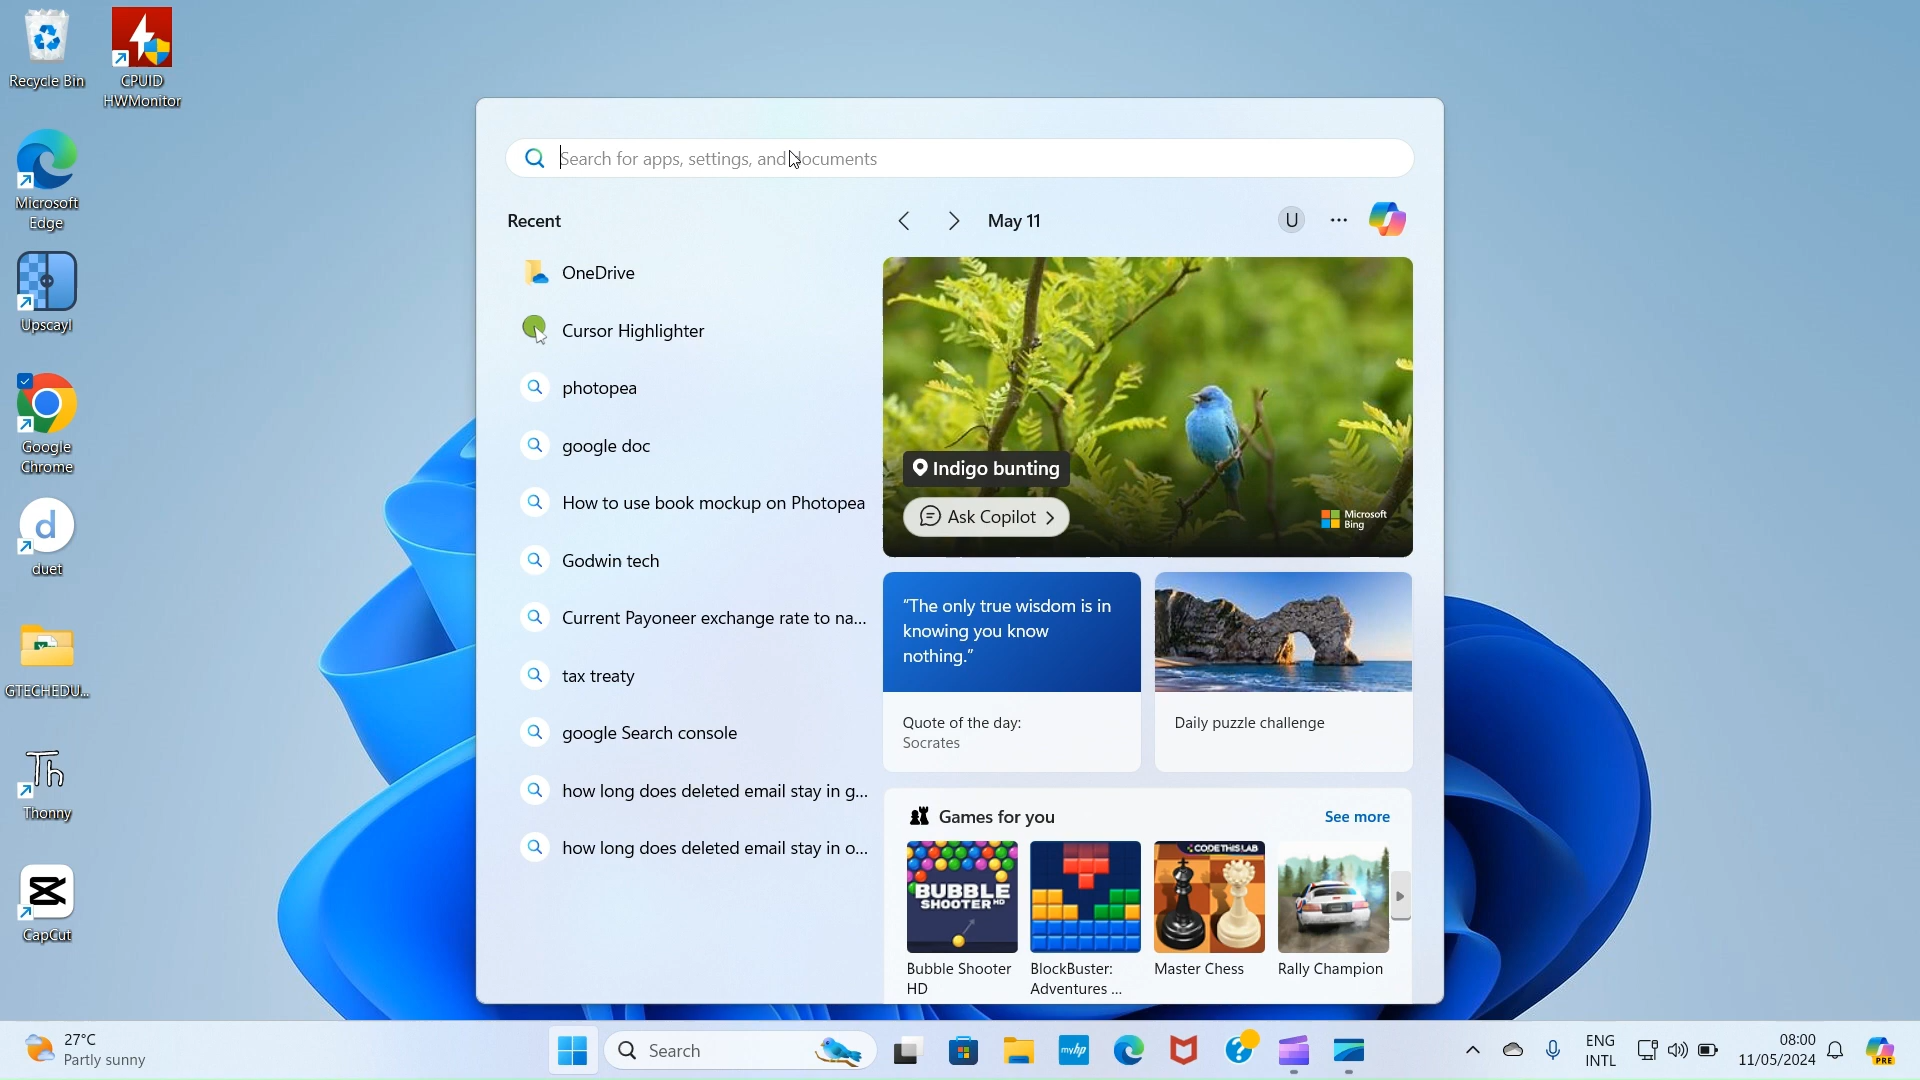 Recycle Bin
CPUID
HWMonitor
Microsoft
Edge
Upscayl
Google
Chrome
d
duet
GTECHEDU...
Th
Thonny
CapCut
Search for apps, settings, and documents
Recent
OneDrive
Cursor Highlighter
photopea
google doc
How to use book mockup on Photopea
Godwin tech
Current Payoneer exchange rate to na...
tax treaty
google Search console
how long does deleted email stay in g...
how long does deleted email stay in o...
May 11
U
Indigo bunting
Ask Copilot
Microsoft
Bing
“The only true wisdom is in
knowing you know
nothing.”
Quote of the day:
Socrates
Daily puzzle challenge
Games for you
See more
BUBBLE
SHOOTER HD
CODETHISLAB
Bubble Shooter
HD
BlockBuster:
Adventures ...
Master Chess
Rally Champion
27°C
Partly sunny
Search
myhp
ENG
INTL
08:00
11/05/2024
PRE